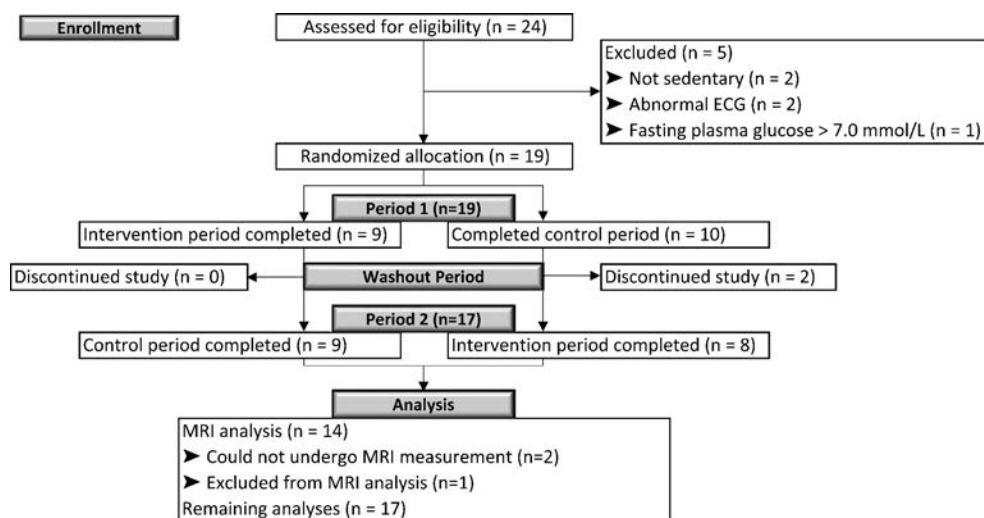 Enrollment
Assessed for eligibility (n = 24)
Excluded (n = 5)
➤ Not sedentary (n = 2)
➤ Abnormal ECG (n = 2)
➤ Fasting plasma glucose > 7.0 mmol/L (n = 1)
Randomized allocation (n = 19)
Period 1 (n=19)
Intervention period completed (n = 9)
Completed control period (n = 10)
Discontinued study (n = 0)
Washout Period
Discontinued study (n = 2)
Period 2 (n=17)
Control period completed (n = 9)
Intervention period completed (n = 8)
Analysis
MRI analysis (n = 14)
➤ Could not undergo MRI measurement (n=2)
➤ Excluded from MRI analysis (n=1)
Remaining analyses (n = 17)